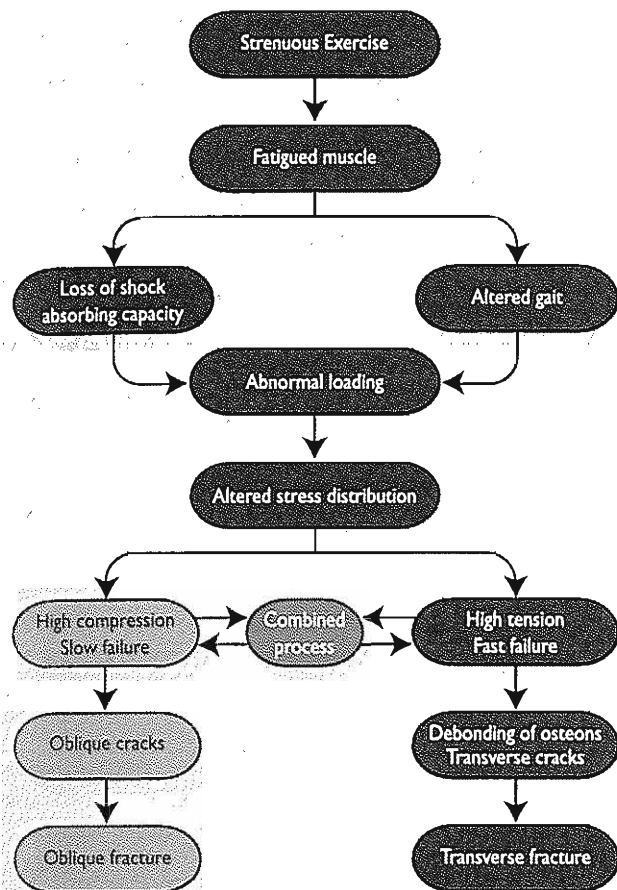 Strenuous Exercise
Fatigued muscle
Loss of shock
absorbing capacity
Altered gait
Abnormal loading
Altered stress distribution
High compression
Slow failure
Combined
process
High tension
Fast failure
Oblique cracks
Debonding of osteons
Transverse cracks
Oblique fracture
Transverse fracture